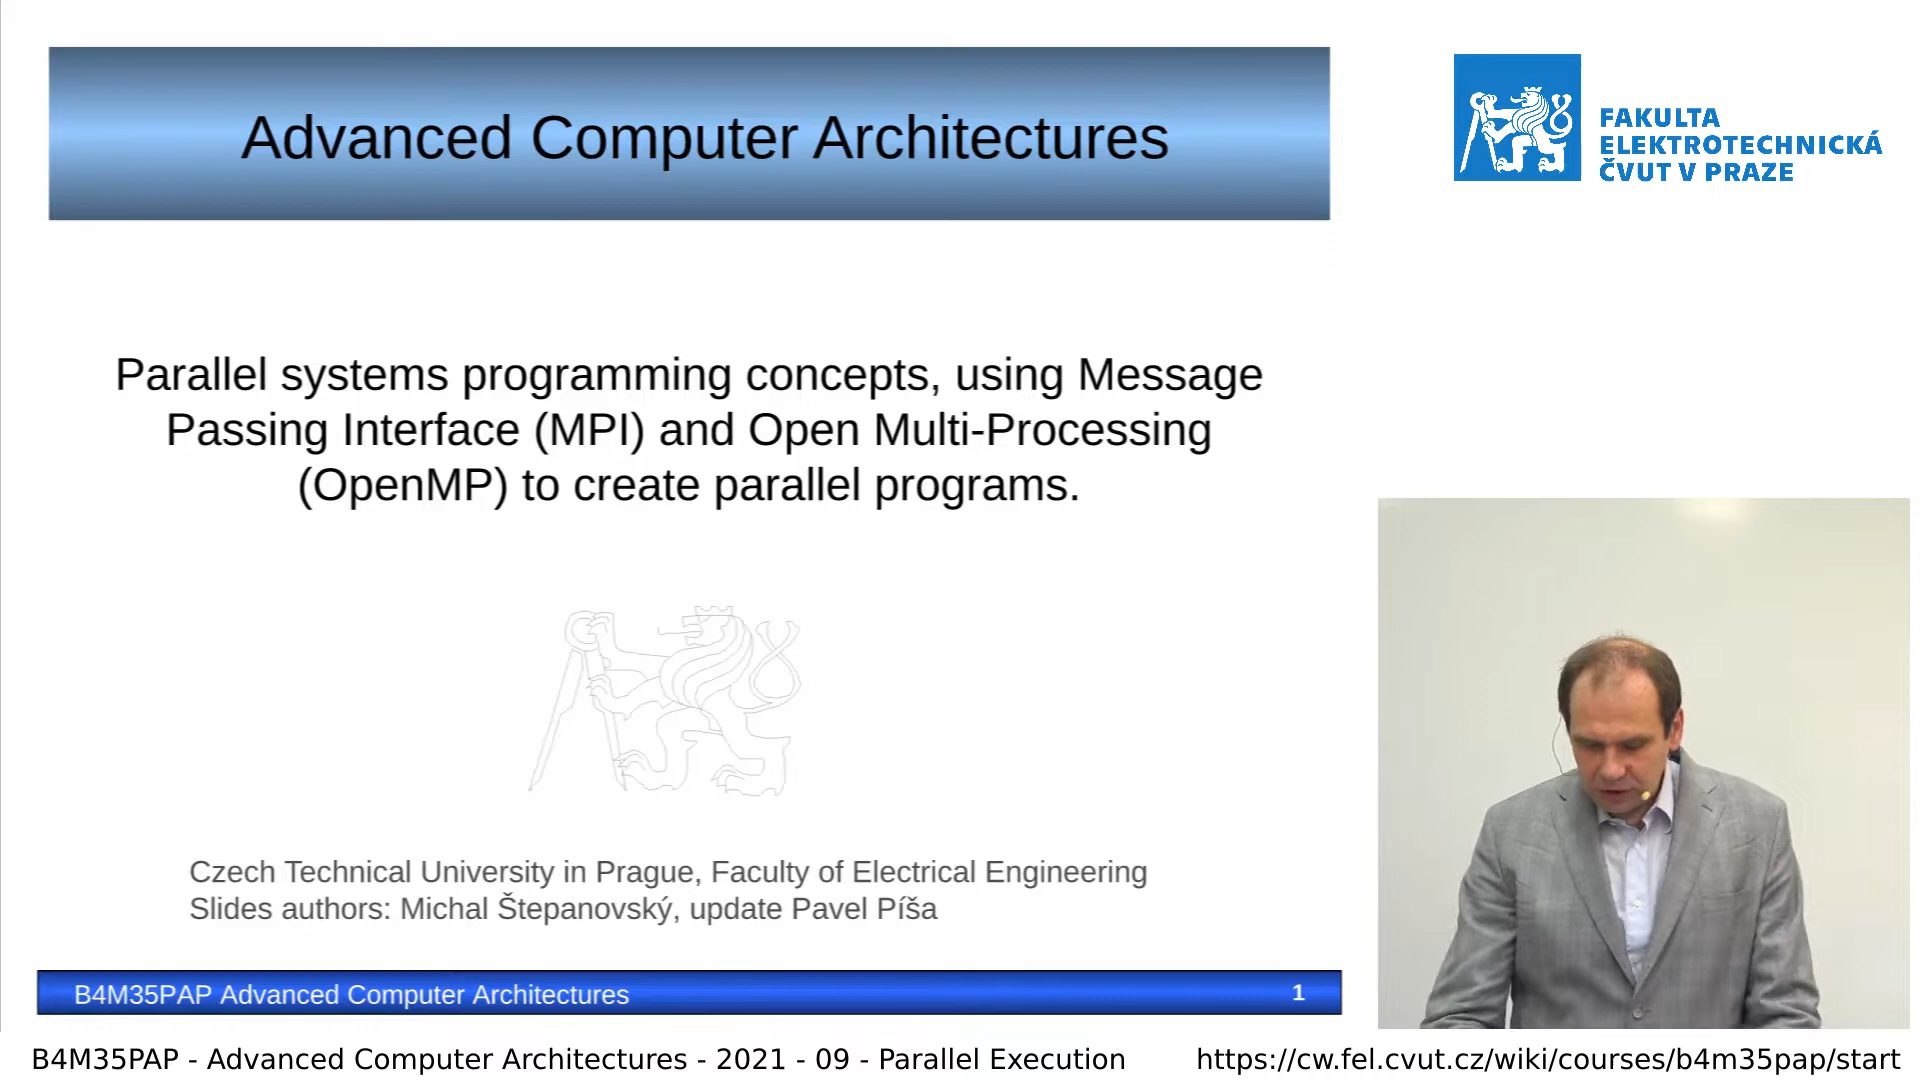 Advanced Computer Architectures
FAKULTA
ELEKTROTECHNICKÁ
ČVUT V PRAZE
Parallel systems programming concepts, using Message
Passing Interface (MPI) and Open Multi-Processing
(OpenMP) to create parallel programs.
Czech Technical University in Prague, Faculty of Electrical Engineering
Slides authors: Michal Štepanovský, update Pavel Píša
B4M35PAP Advanced Computer Architectures 1
B4M35PAP - Advanced Computer Architectures - 2021 - 09 - Parallel Execution https://cw.fel.cvut.cz/wiki/courses/b4m35pap/start